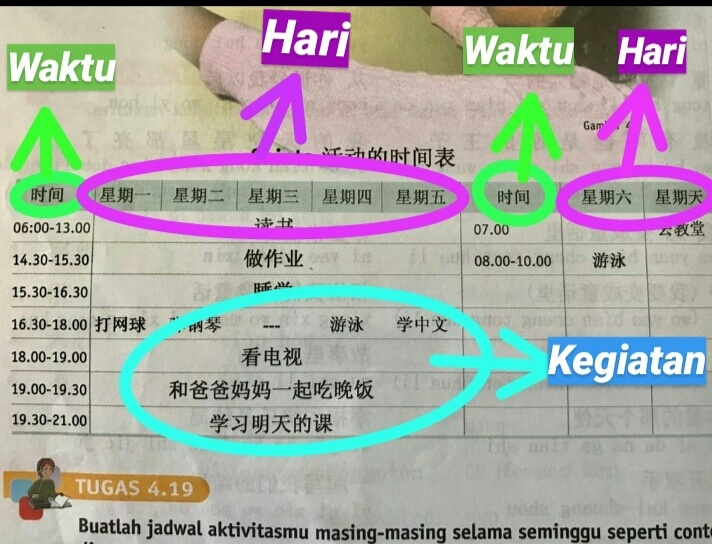 Waktu Hari Waktu Hari
活动的时间表
时间 星期一 星期二 星期三 星期四 星期五 时间 星期六 星期天
06:00-13.00 读书 07.00 去教堂
14.30-15.30 做作业 08.00-10.00 游泳
15.30-16.30 睡觉
16.30-18.00 打网球 钢琴 --- 游泳 学中文
18.00-19.00 看电视
Kegiatan
19.00-19.30 和爸爸妈妈一起吃晚饭
19.30-21.00 学习明天的课
TUGAS 4.19
Buatlah jadwal aktivitasmu masing-masing selama seminggu seperti